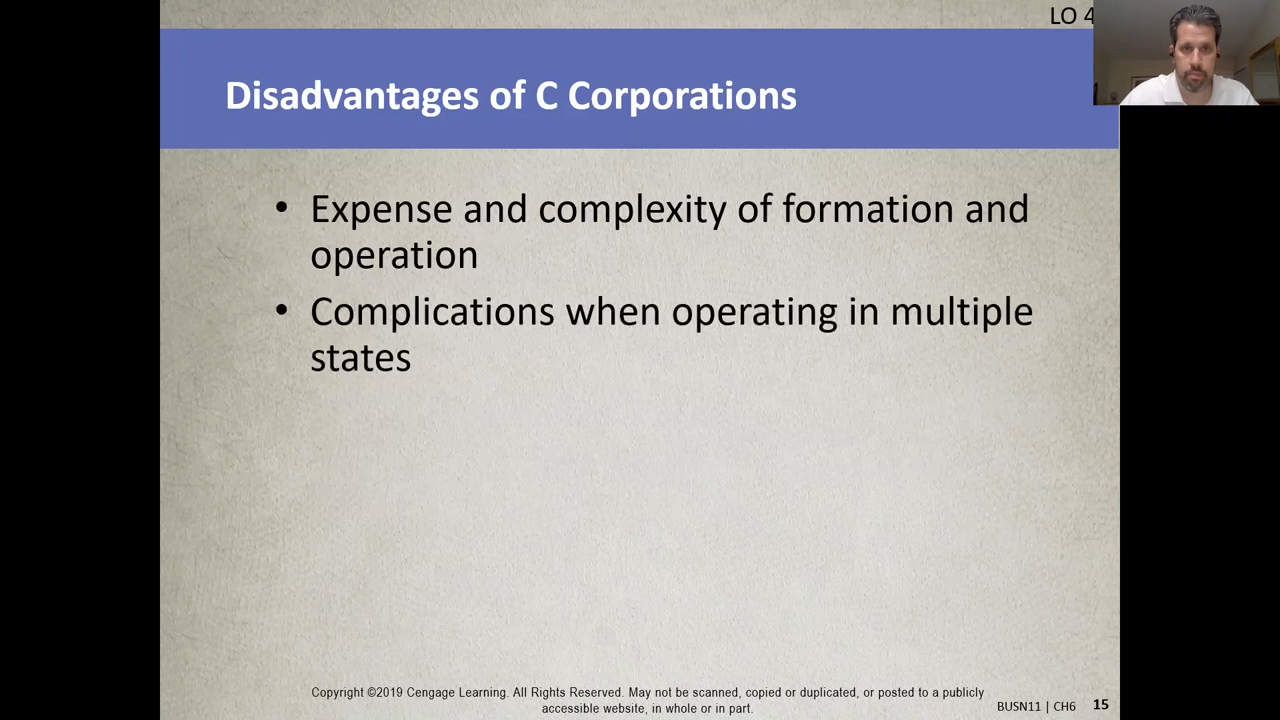 LO 4
Disadvantages of C Corporations
• Expense and complexity of formation and
operation
• Complications when operating in multiple
states
Copyright ©2019 Cengage Learning. All Rights Reserved. May not be scanned, copied or duplicated, or posted to a publicly
accessible website, in whole or in part.
BUSN11 | CH6 15